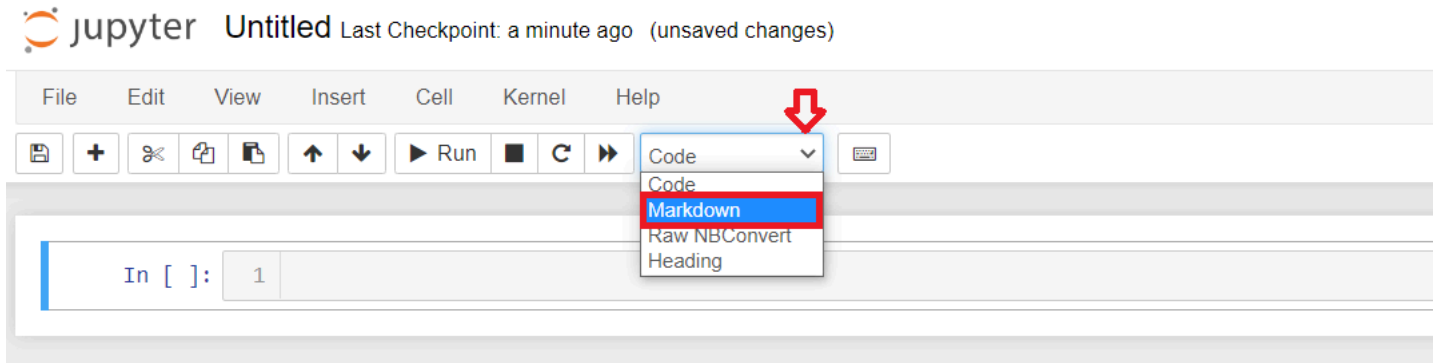 jupyter Untitled Last Checkpoint: a minute ago (unsaved changes)
File Edit View Insert Cell Kernel Help
Run Code
Code
Markdown
Raw NBConvert
Heading
In [ ]: 1